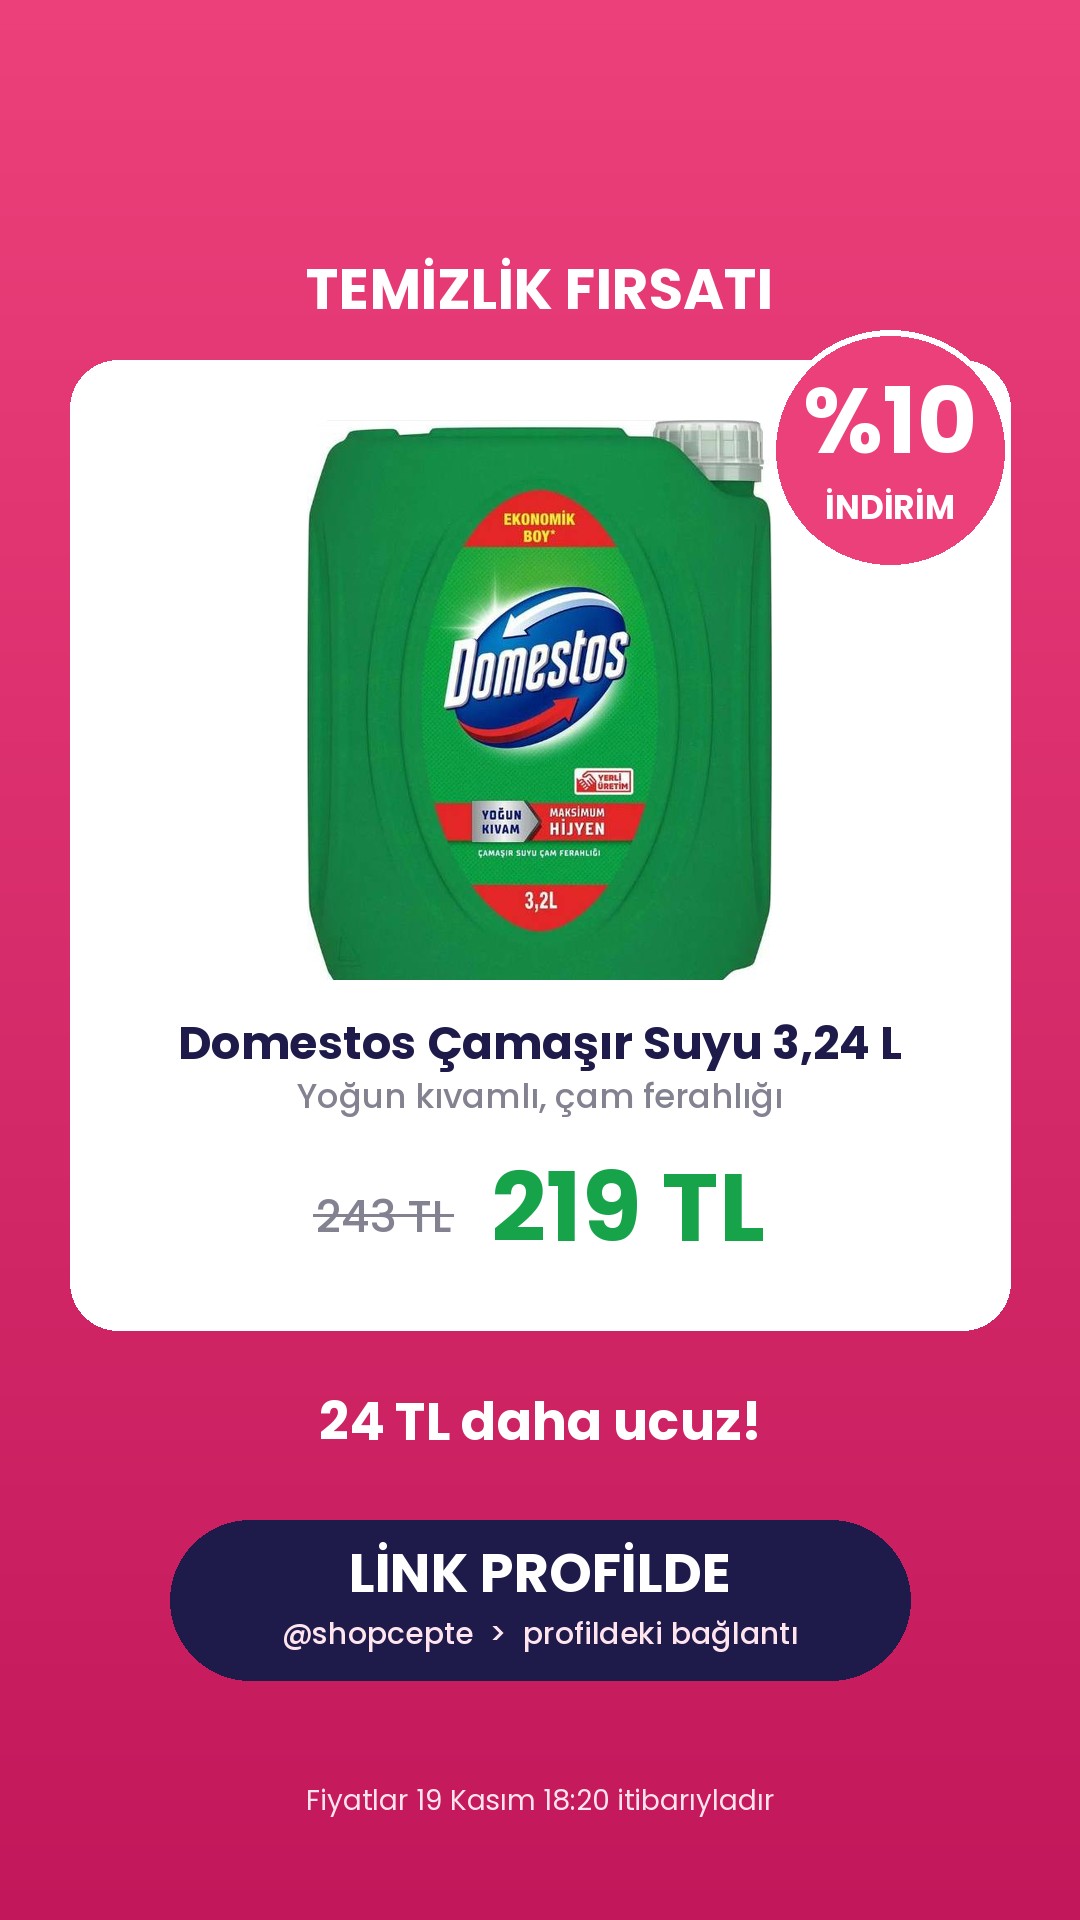 TEMİZLİK FIRSATI
%10
İNDİRİM
EKONOMİK
BOY*
Domestos
YERLİ
ÜRETİM
YOĞUN
KIVAM
MAKSİMUM
HİJYEN
ÇAMAŞIR SUYU ÇAM FERAHLIĞI
3,2L
Domestos Çamaşır Suyu 3,24 L
Yoğun kıvamlı, çam ferahlığı
243 TL 219 TL
24 TL daha ucuz!
LİNK PROFİLDE
@shopcepte > profildeki bağlantı
Fiyatlar 19 Kasım 18:20 itibarıyladır